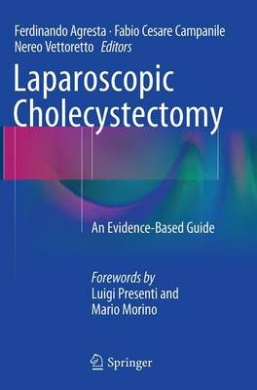 Ferdinando Agresta · Fabio Cesare Campanile
Nereo Vettoretto Editors
Laparoscopic
Cholecystectomy
An Evidence-Based Guide
Forewords by
Luigi Presenti and
Mario Morino
Springer